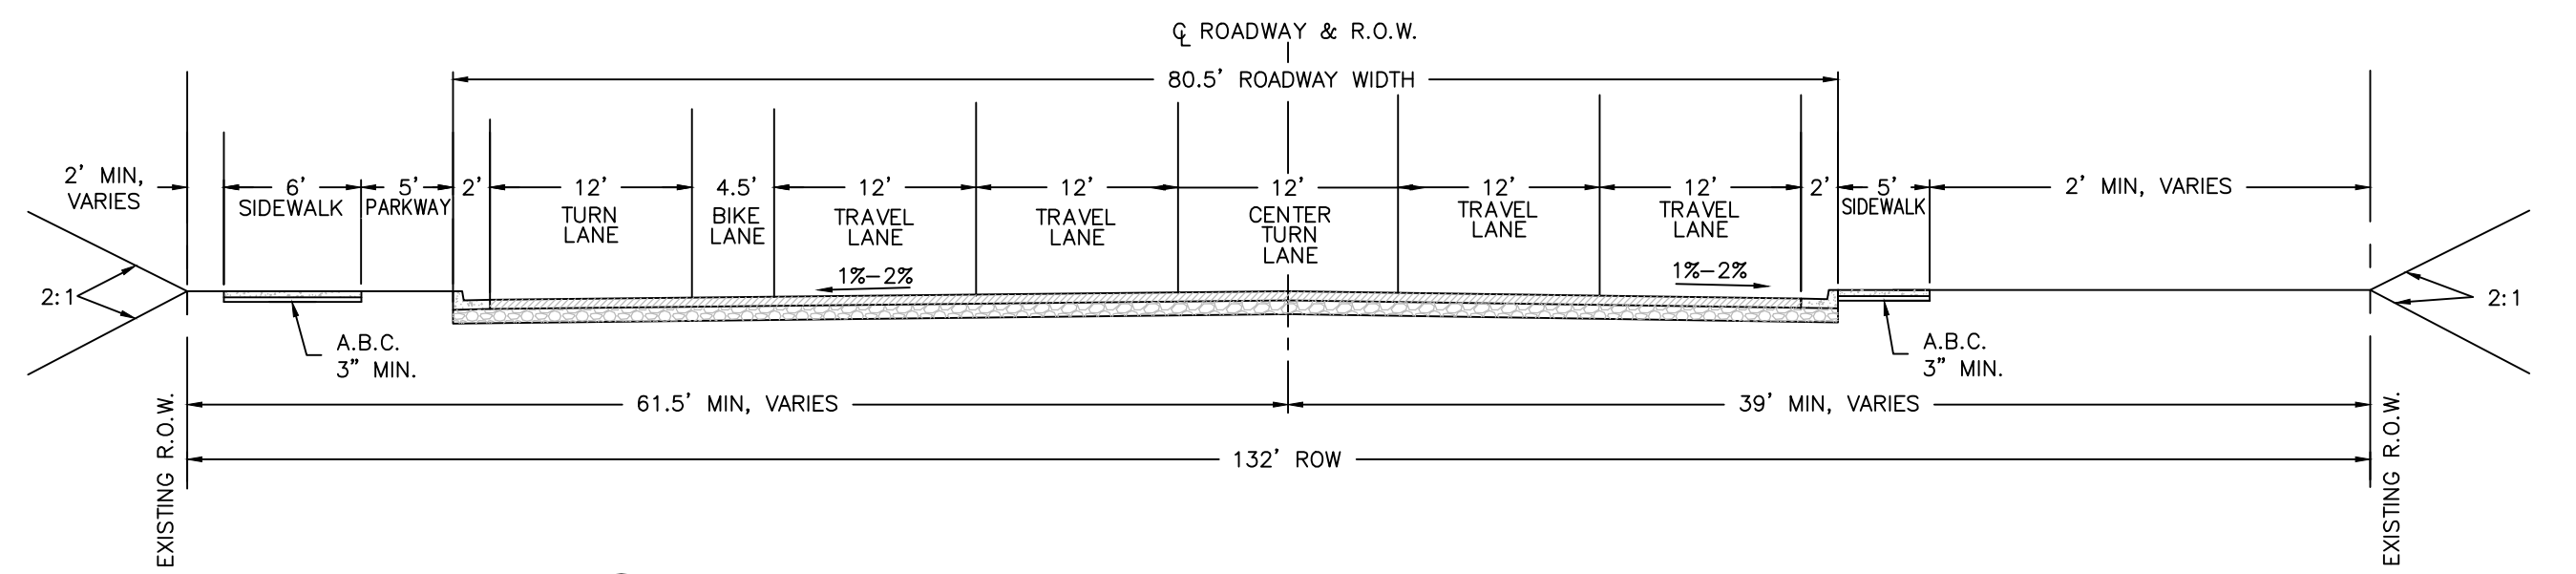 ℄ ROADWAY & R.O.W.
80.5' ROADWAY WIDTH
2' MIN,
VARIES
6'
SIDEWALK
5'
PARKWAY
2'
12'
TURN
LANE
4.5'
BIKE
LANE
12'
TRAVEL
LANE
12'
TRAVEL
LANE
12'
CENTER
TURN
LANE
12'
TRAVEL
LANE
12'
TRAVEL
LANE
2'
5'
SIDEWALK
2' MIN, VARIES
1%-2%
1%-2%
2:1
2:1
A.B.C.
3" MIN.
A.B.C.
3" MIN.
61.5' MIN, VARIES
39' MIN, VARIES
132' ROW
EXISTING R.O.W.
EXISTING R.O.W.